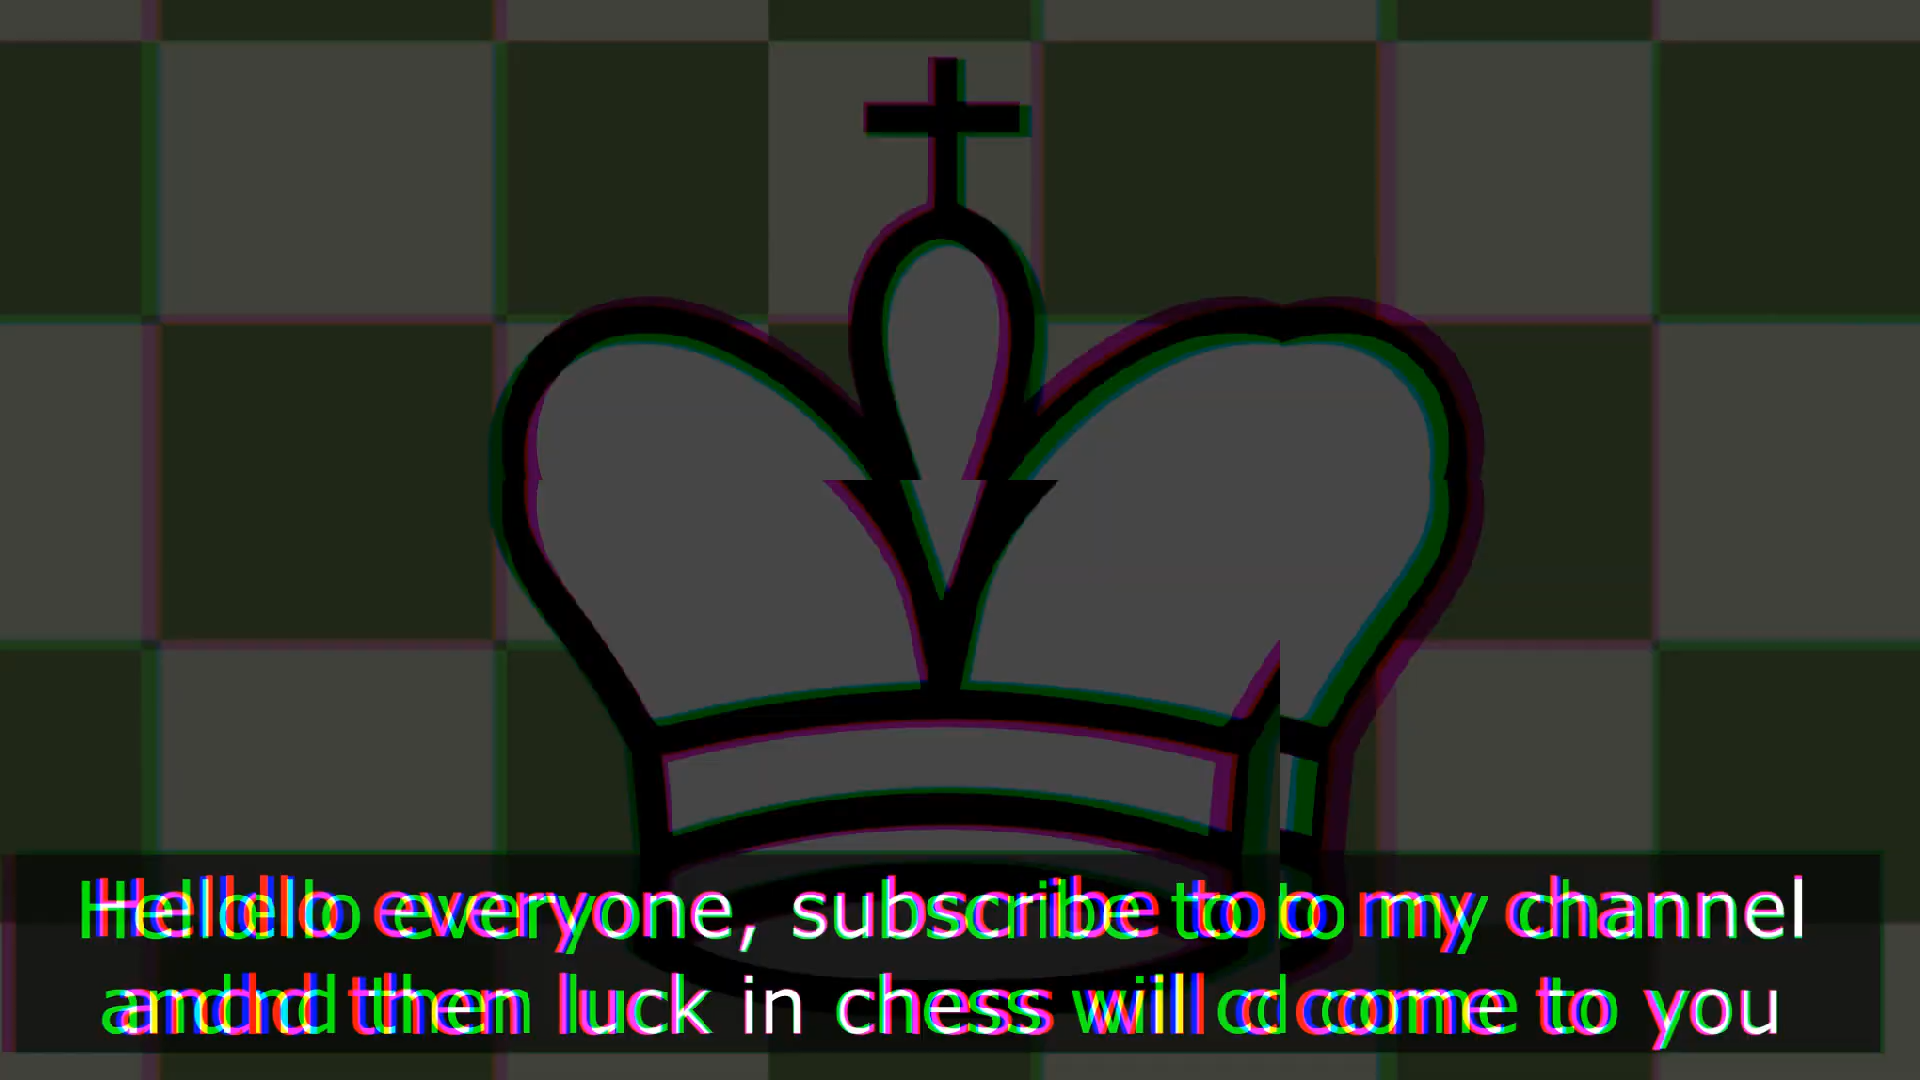 Hello everyone, subscribe to my channel
and then luck in chess will come to you